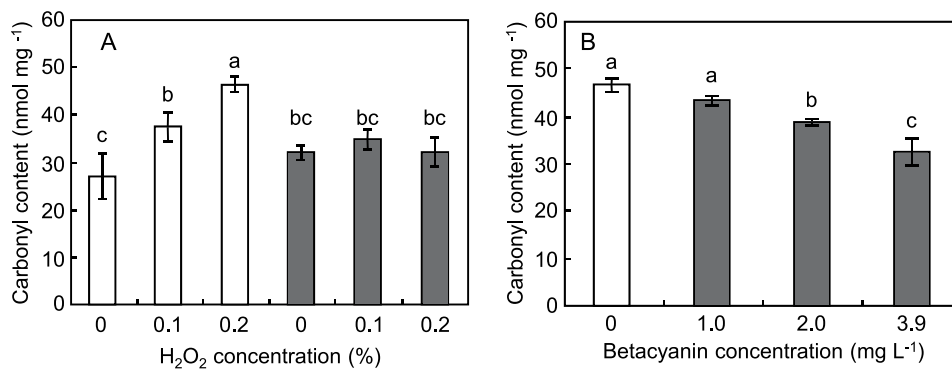 A
Carbonyl content (nmol mg ⁻¹)
60
50
40
30
20
10
0
c
b
a
bc
bc
bc
0
0.1
0.2
0
0.1
0.2
H₂O₂ concentration (%)
B
Carbonyl content (nmol mg ⁻¹)
60
50
40
30
20
10
0
a
a
b
c
0
1.0
2.0
3.9
Betacyanin concentration (mg L⁻¹)